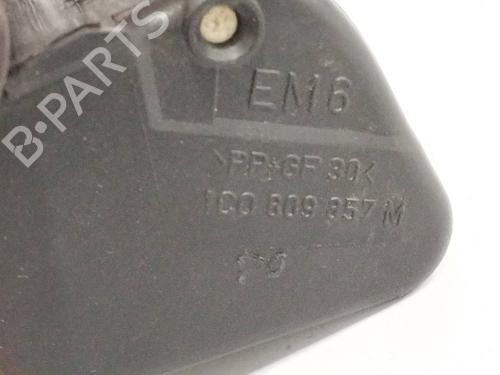 EM6
>PP+GF 30<
1C0 809 857 M
B-PARTS